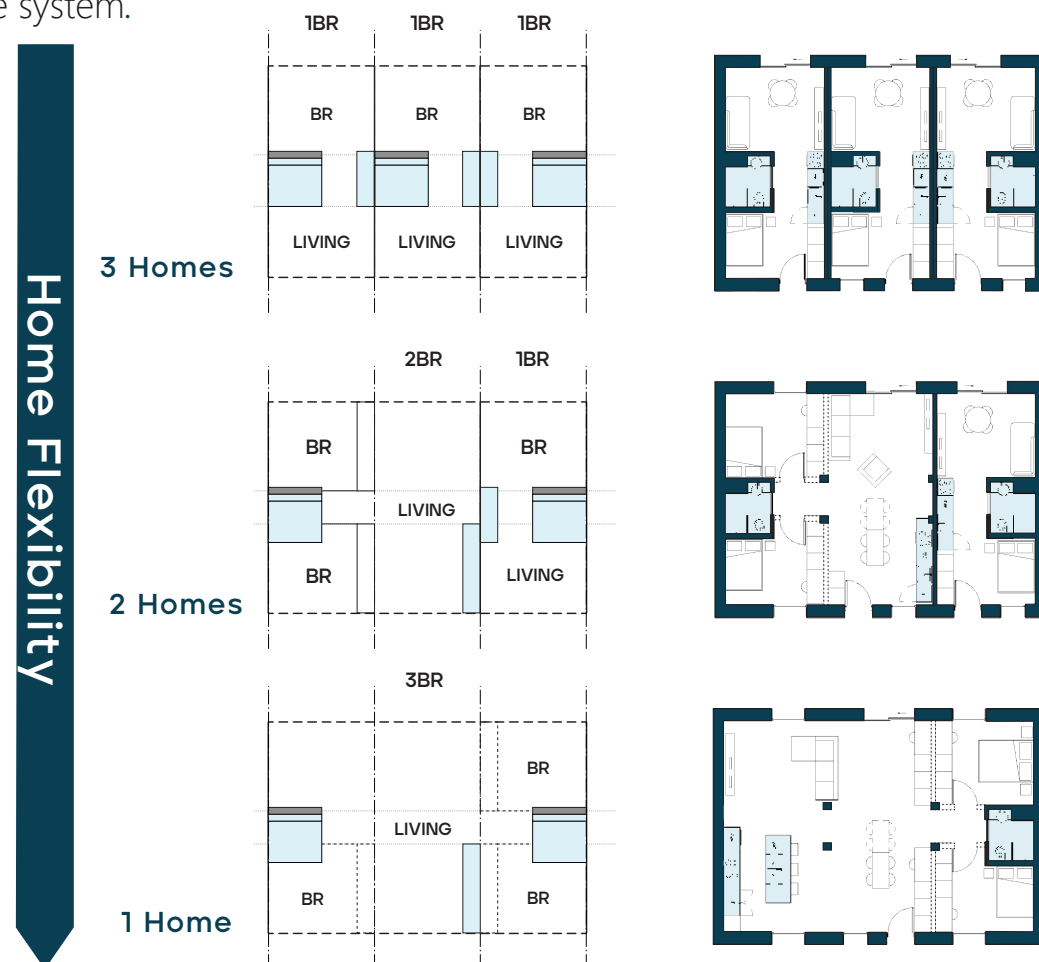 e system.
Home Flexibility
1BR 1BR 1BR
BR BR BR
LIVING LIVING LIVING
3 Homes
2BR 1BR
BR BR
LIVING
BR LIVING
2 Homes
3BR
BR
LIVING
BR BR
1 Home